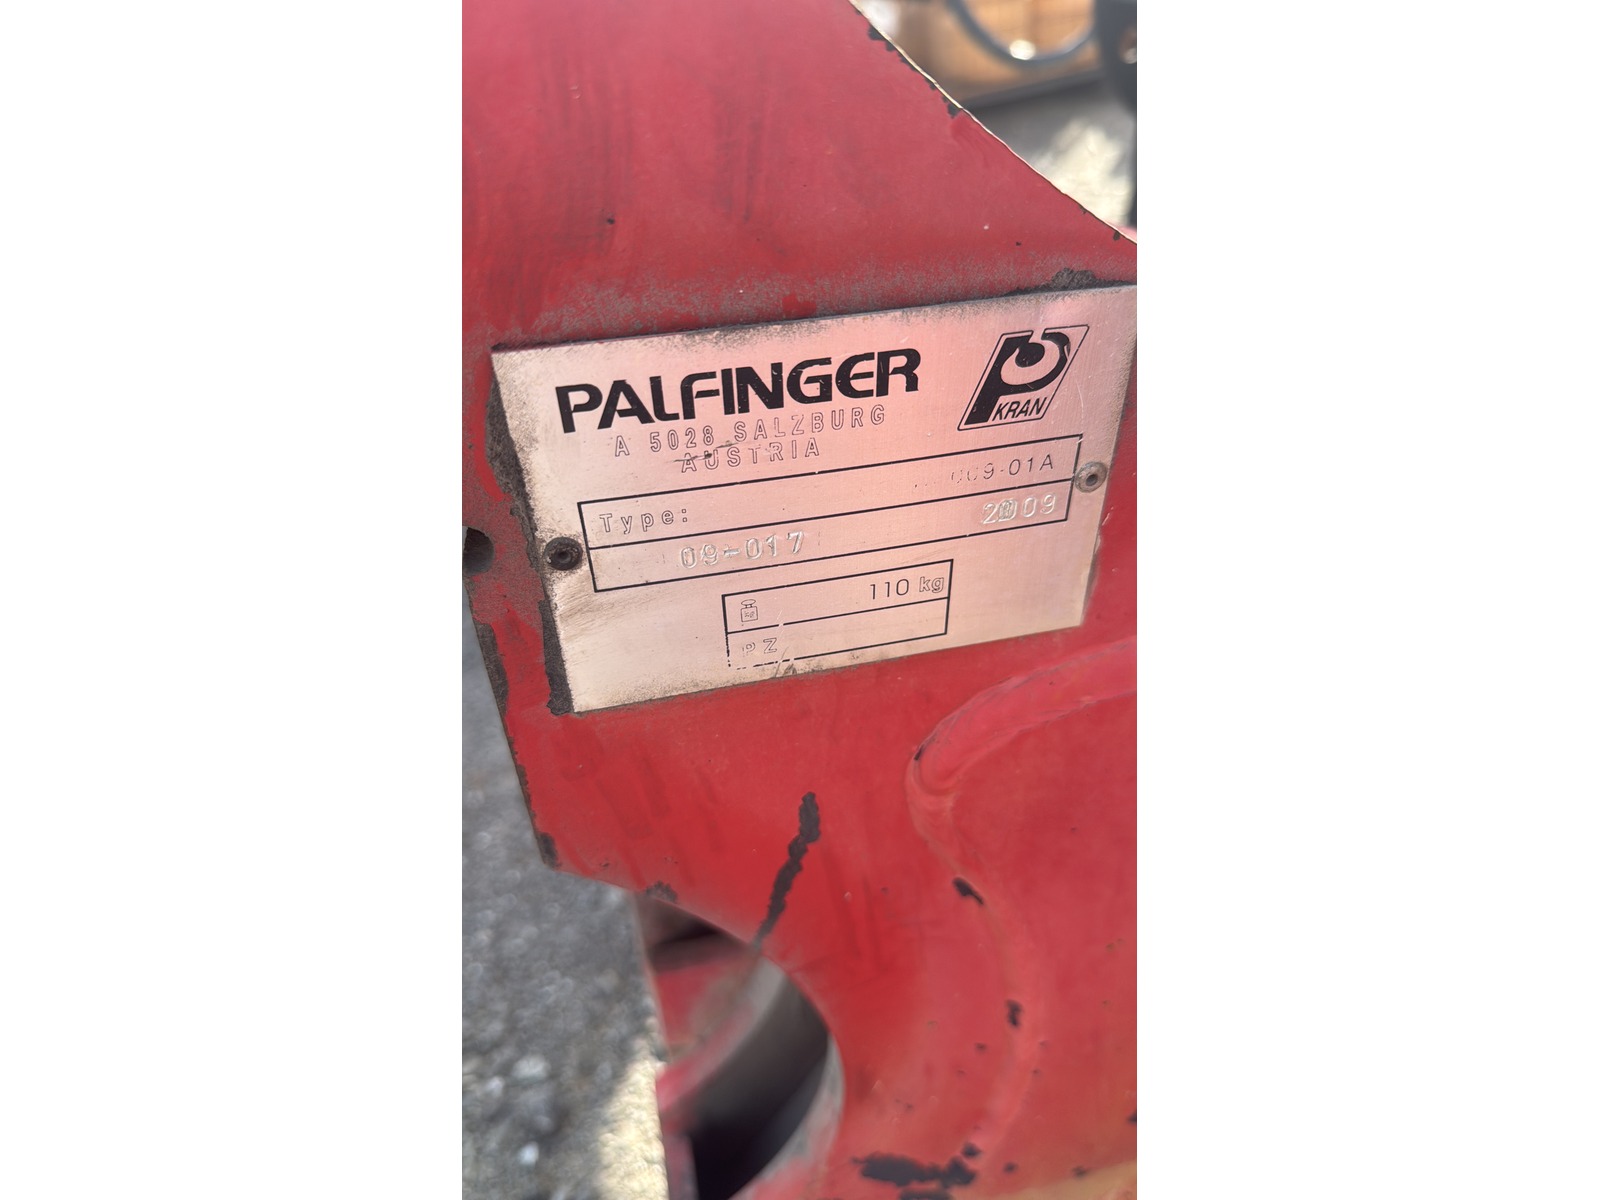 PALFINGER
KRAN
A 5028 SALZBURG
AUSTRIA
Type: 009-01A
09-017 2009
110 kg
PZ